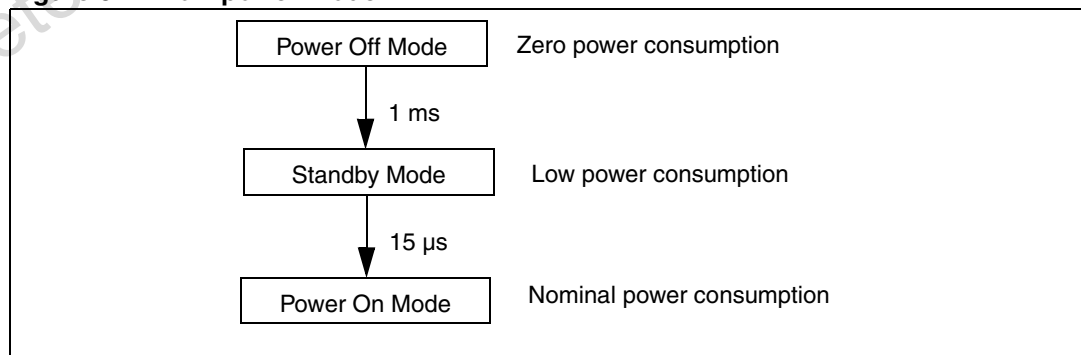 Power Off Mode Zero power consumption
1 ms
Standby Mode Low power consumption
15 µs
Power On Mode Nominal power consumption